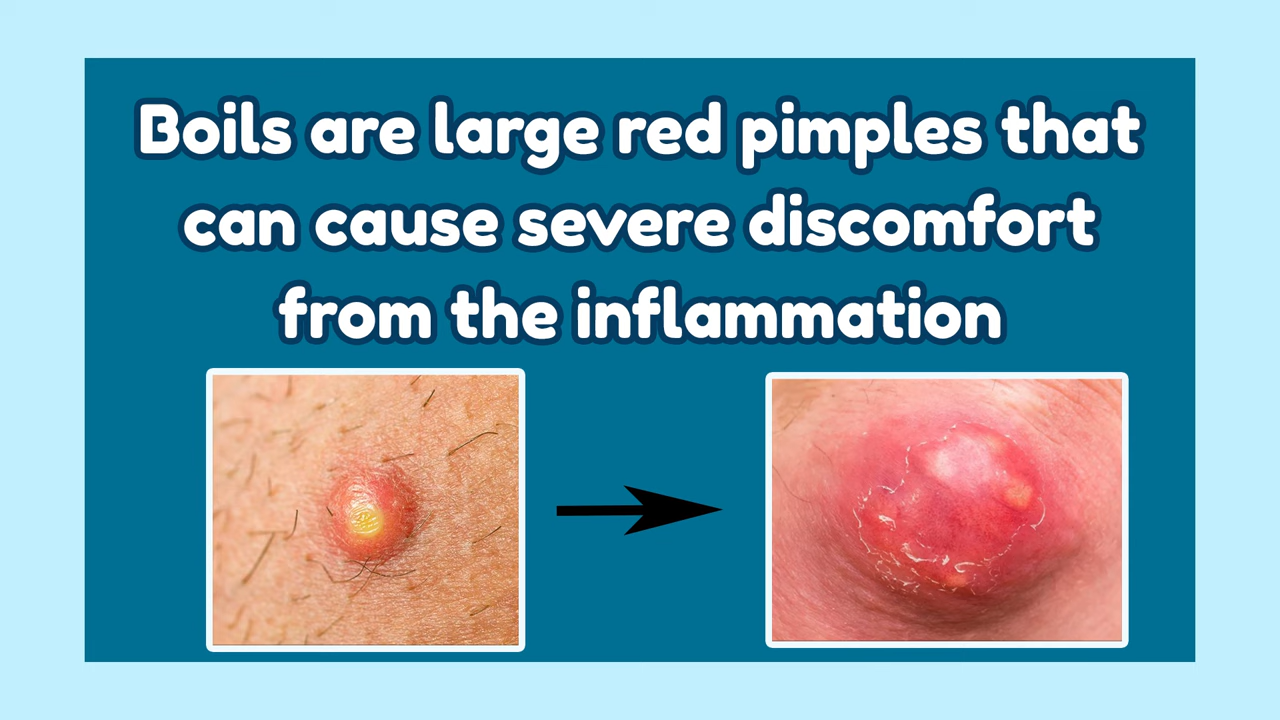 Boils are large red pimples that
can cause severe discomfort
from the inflammation